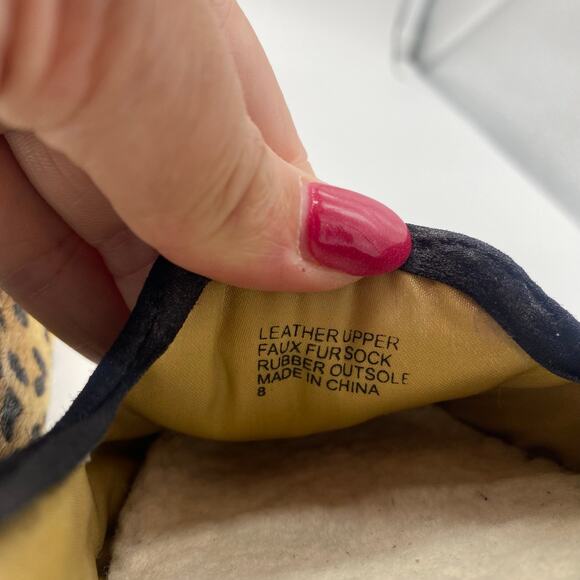 LEATHER UPPER
FAUX FUR SOCK
RUBBER OUTSOLE
MADE IN CHINA
8